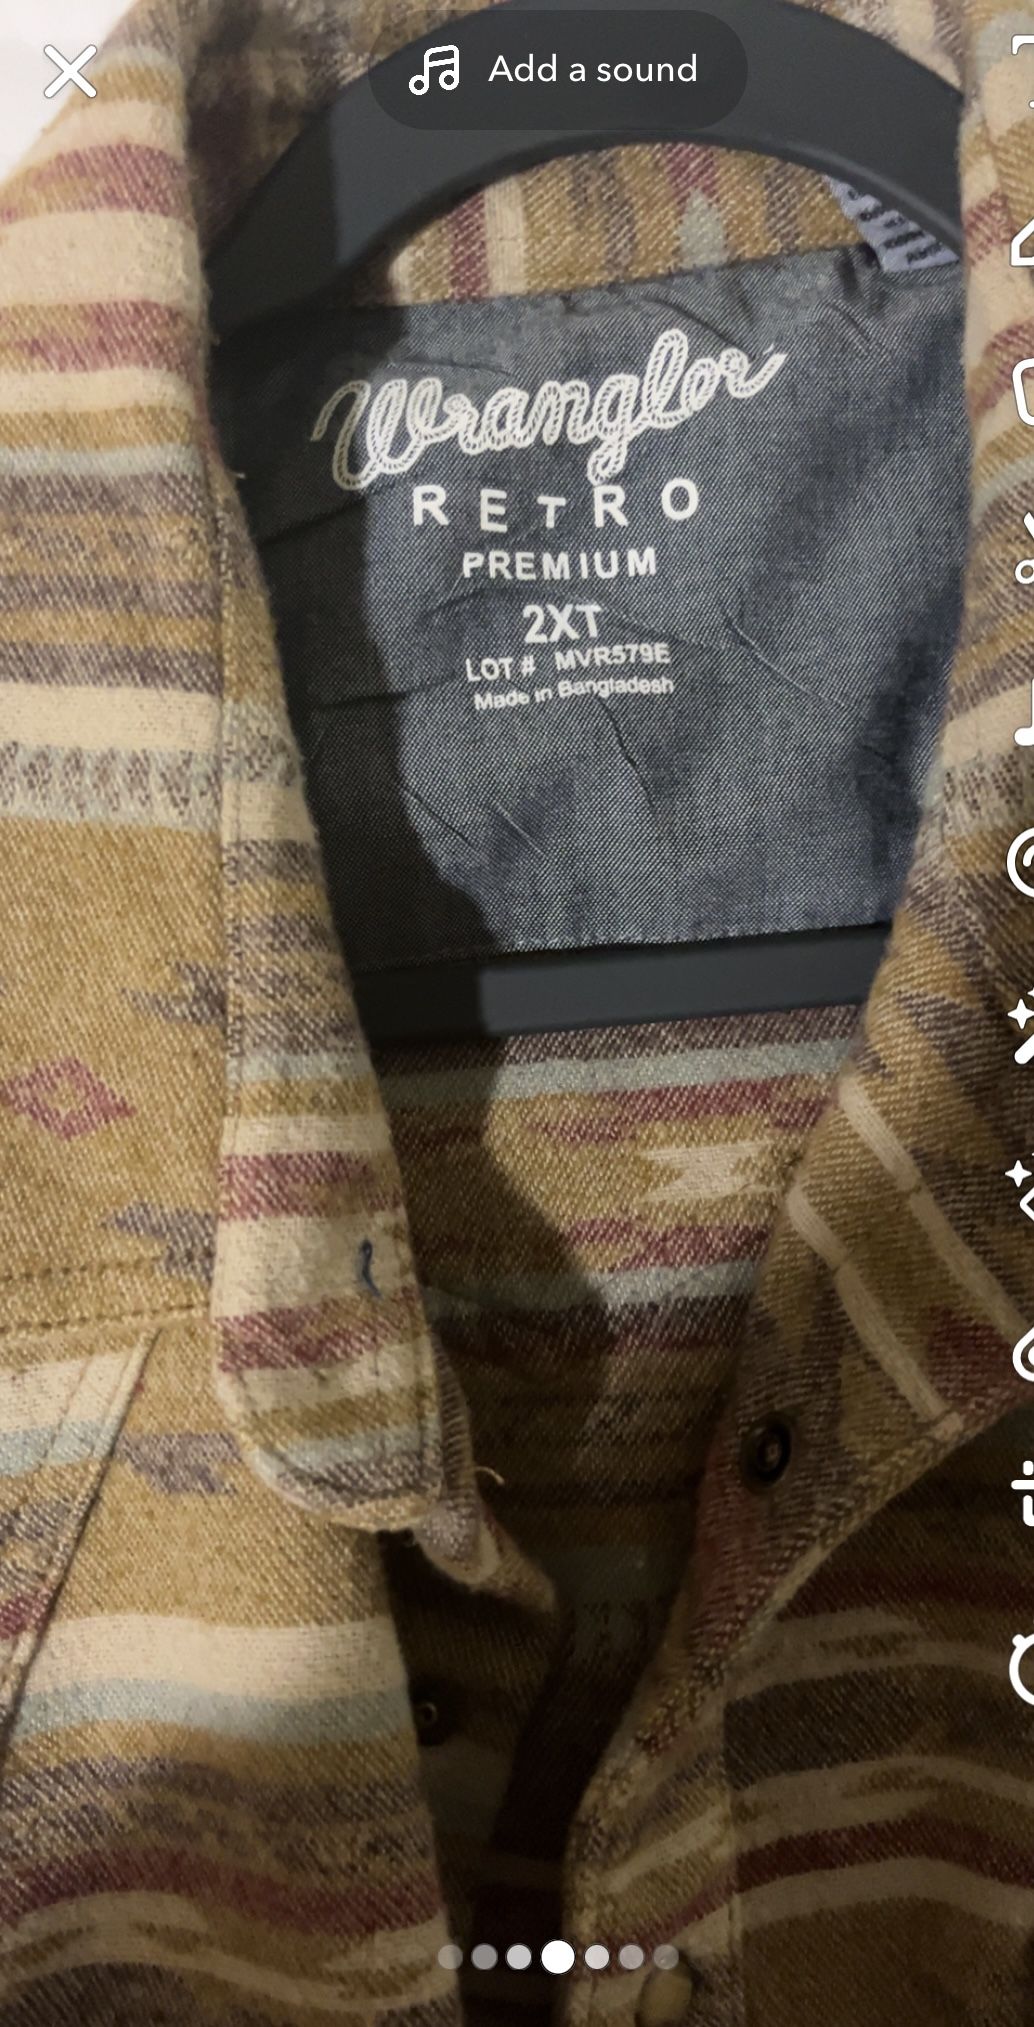 Add a sound
Wrangler
RETRO
PREMIUM
2XT
LOT # MVR579E
Made in Bangladesh